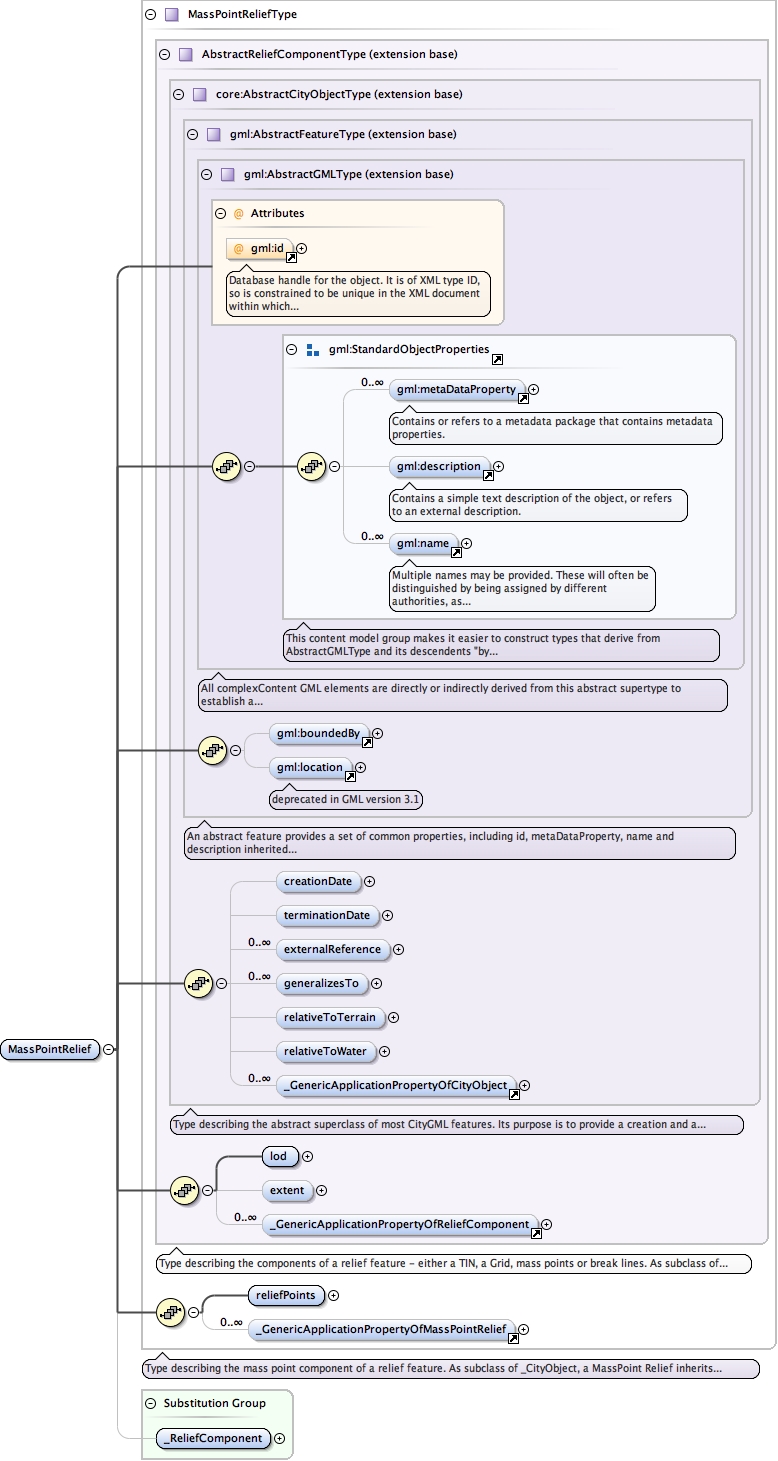 MassPointReliefType
AbstractReliefComponentType (extension base)
core:AbstractCityObjectType (extension base)
gml:AbstractFeatureType (extension base)
gml:AbstractGMLType (extension base)
@ Attributes
@ gml:id
Database handle for the object. It is of XML type ID,
so is constrained to be unique in the XML document
within which...
gml:StandardObjectProperties
0..∞
gml:metaDataProperty
Contains or refers to a metadata package that contains metadata
properties.
gml:description
Contains a simple text description of the object, or refers
to an external description.
0..∞
gml:name
Multiple names may be provided. These will often be
distinguished by being assigned by different
authorities, as...
This content model group makes it easier to construct types that derive from
AbstractGMLType and its descendents "by...
All complexContent GML elements are directly or indirectly derived from this abstract supertype to
establish a...
gml:boundedBy
gml:location
deprecated in GML version 3.1
An abstract feature provides a set of common properties, including id, metaDataProperty, name and
description inherited...
creationDate
terminationDate
0..∞
externalReference
0..∞
generalizesTo
relativeToTerrain
relativeToWater
MassPointRelief
0..∞
_GenericApplicationPropertyOfCityObject
Type describing the abstract superclass of most CityGML features. Its purpose is to provide a creation and a...
lod
extent
0..∞
_GenericApplicationPropertyOfReliefComponent
Type describing the components of a relief feature - either a TIN, a Grid, mass points or break lines. As subclass of...
reliefPoints
0..∞
_GenericApplicationPropertyOfMassPointRelief
Type describing the mass point component of a relief feature. As subclass of _CityObject, a MassPoint Relief inherits...
Substitution Group
_ReliefComponent